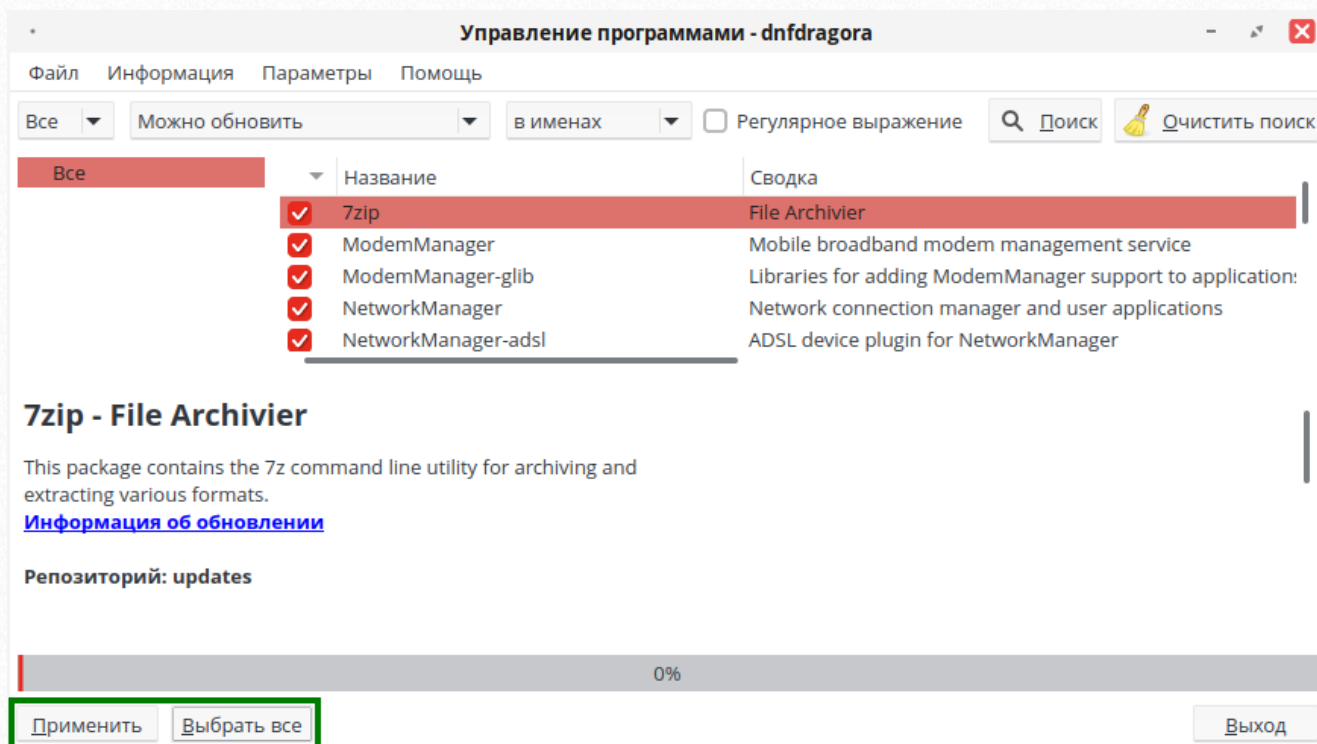 Управление программами - dnfdragora
Файл Информация Параметры Помощь
Все Можно обновить в именах Регулярное выражение Поиск Очистить поиск
Все Название Сводка
7zip File Archivier
ModemManager Mobile broadband modem management service
ModemManager-glib Libraries for adding ModemManager support to applications
NetworkManager Network connection manager and user applications
NetworkManager-adsl ADSL device plugin for NetworkManager
7zip - File Archivier
This package contains the 7z command line utility for archiving and
extracting various formats.
Информация об обновлении
Репозиторий: updates
0%
Применить Выбрать все Выход